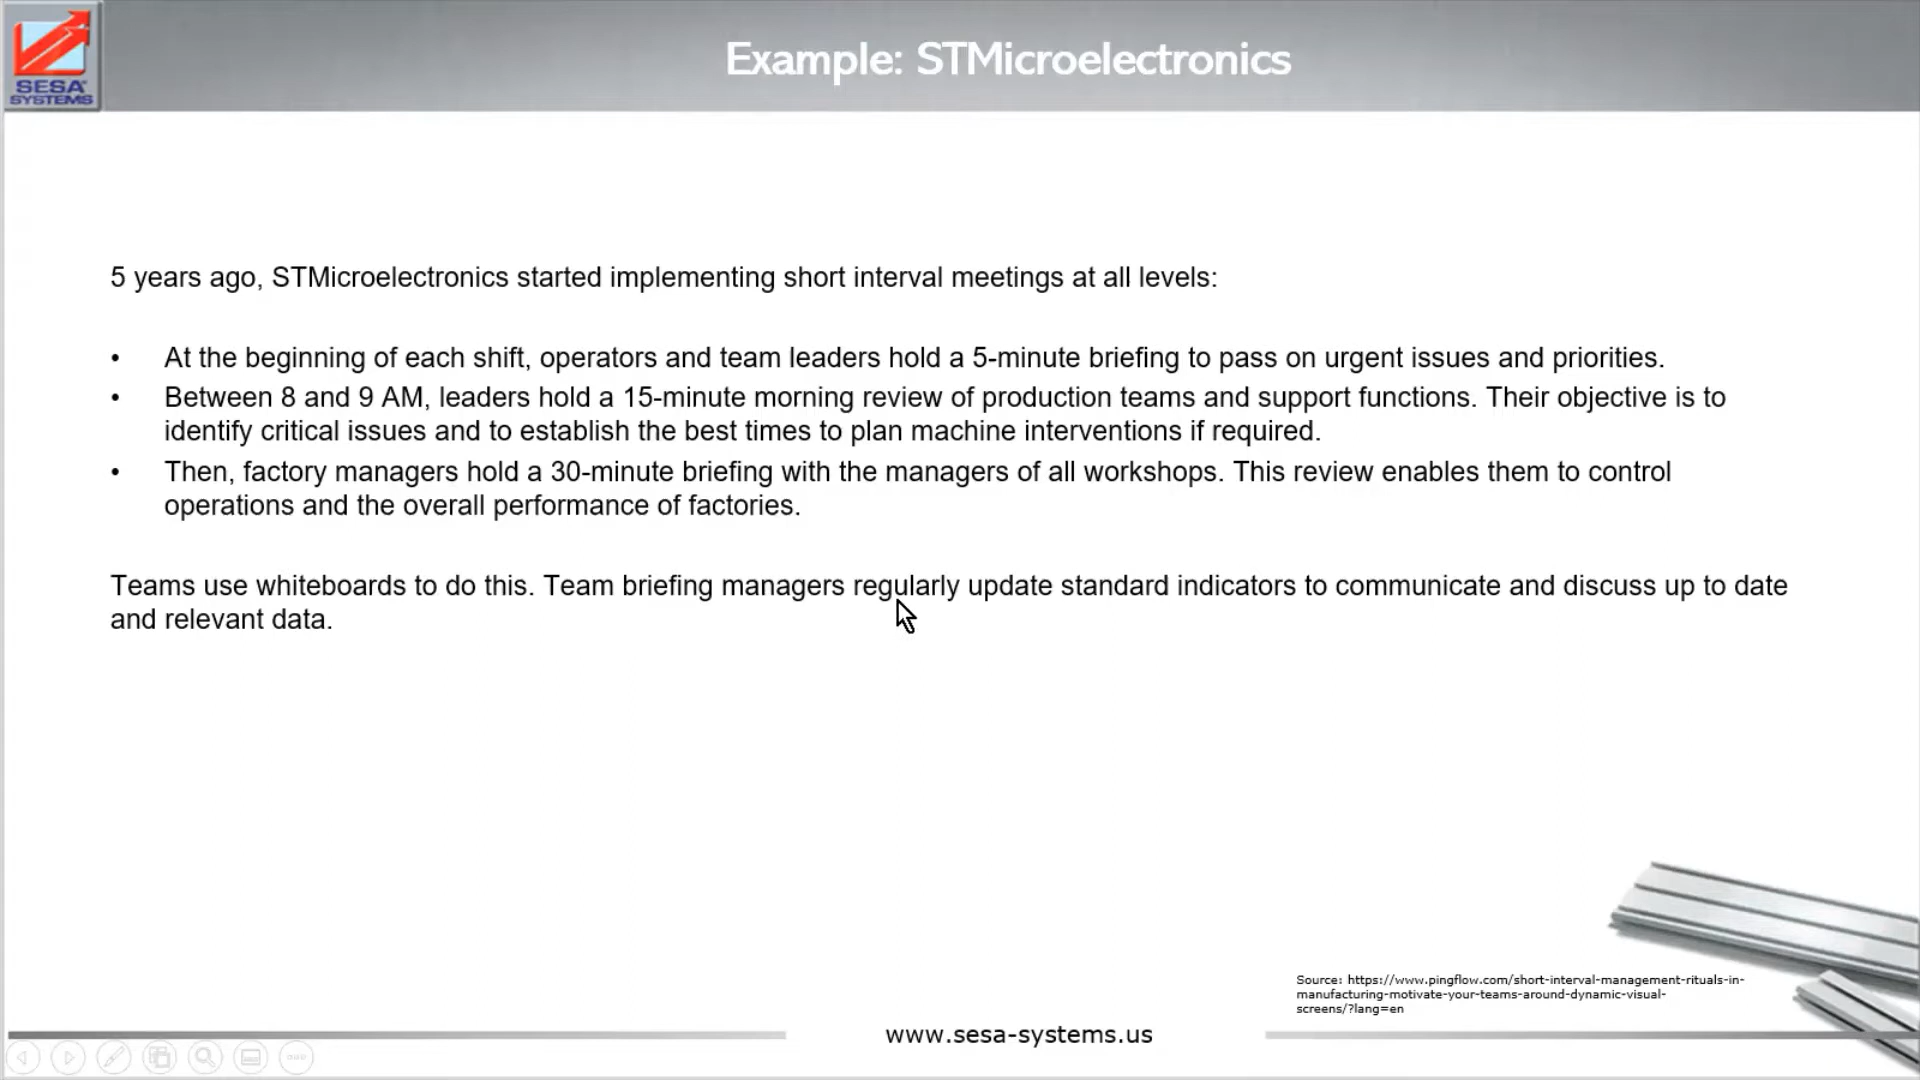 SESA
SYSTEMS
Example: STMicroelectronics
5 years ago, STMicroelectronics started implementing short interval meetings at all levels:
• At the beginning of each shift, operators and team leaders hold a 5-minute briefing to pass on urgent issues and priorities.
• Between 8 and 9 AM, leaders hold a 15-minute morning review of production teams and support functions. Their objective is to
identify critical issues and to establish the best times to plan machine interventions if required.
• Then, factory managers hold a 30-minute briefing with the managers of all workshops. This review enables them to control
operations and the overall performance of factories.
Teams use whiteboards to do this. Team briefing managers regularly update standard indicators to communicate and discuss up to date
and relevant data.
Source: https://www.pingflow.com/short-interval-management-rituals-in-
manufacturing-motivate-your-teams-around-dynamic-visual-
screens/?lang=en
www.sesa-systems.us